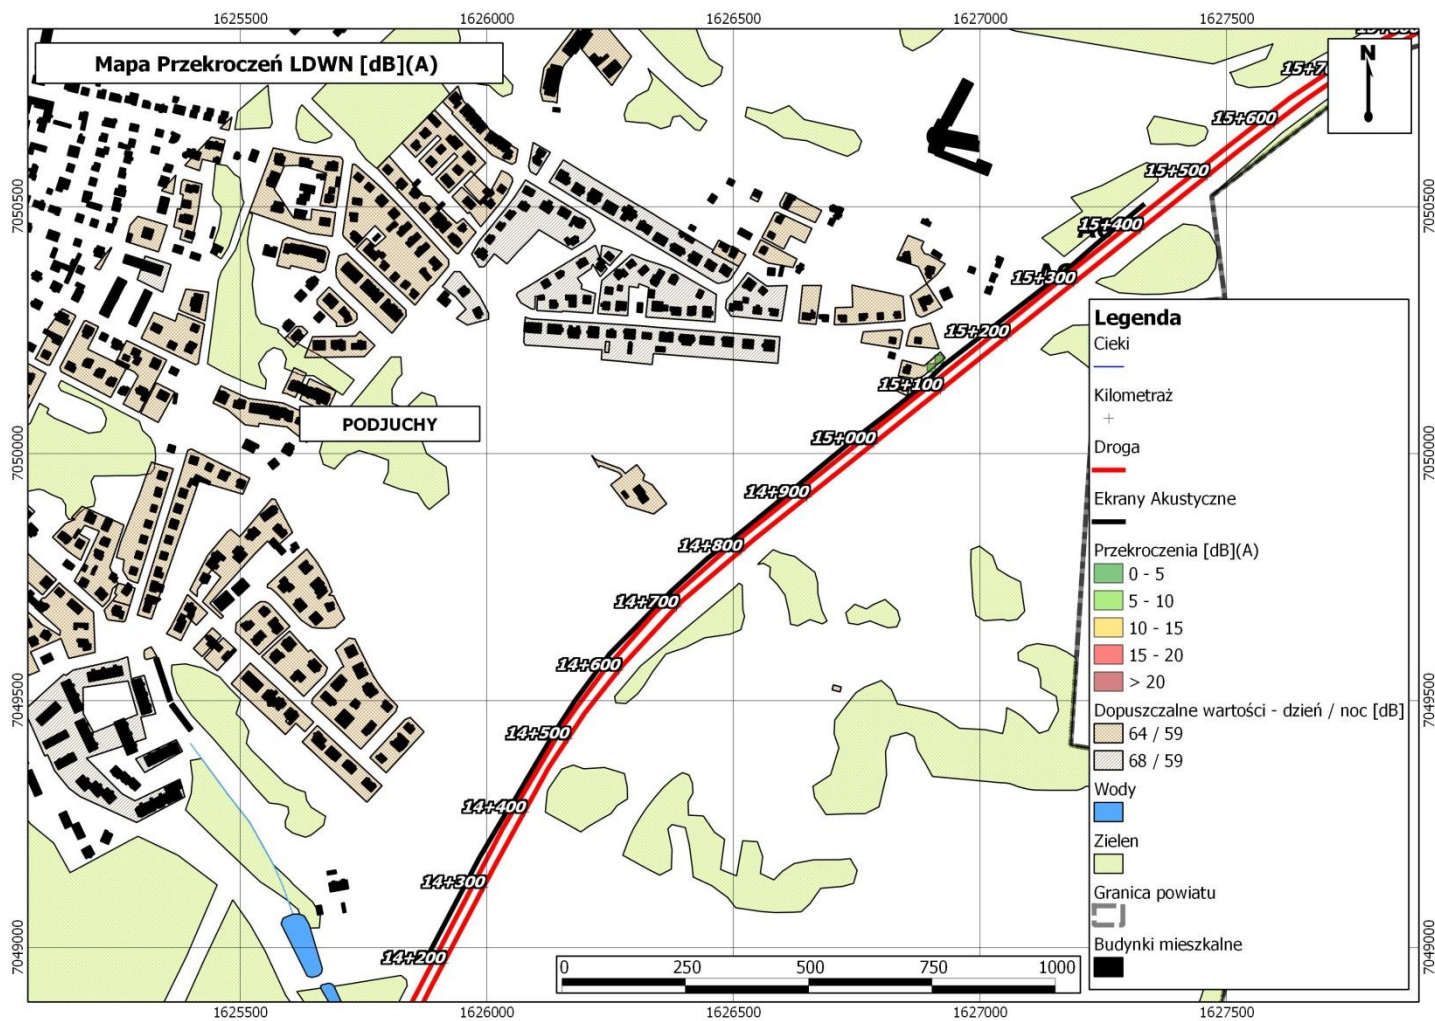 1625500
1626000
1626500
1627000
1627500
Mapa Przekroczeń LDWN [dB](A)
N
15+600
15+500
15+400
15+300
15+200
15+100
15+000
14+900
14+800
14+700
14+600
14+500
14+400
14+300
14+200
PODJUCHY
7050500
7050000
7049500
7049000
7050500
7050000
7049500
7049000
Legenda
Cieki
Kilometraż
Droga
Ekrany Akustyczne
Przekroczenia [dB](A)
0 - 5
5 - 10
10 - 15
15 - 20
> 20
Dopuszczalne wartości - dzień / noc [dB]
64 / 59
68 / 59
Wody
Zielen
Granica powiatu
Budynki mieszkalne
0 250 500 750 1000
1625500
1626000
1626500
1627000
1627500